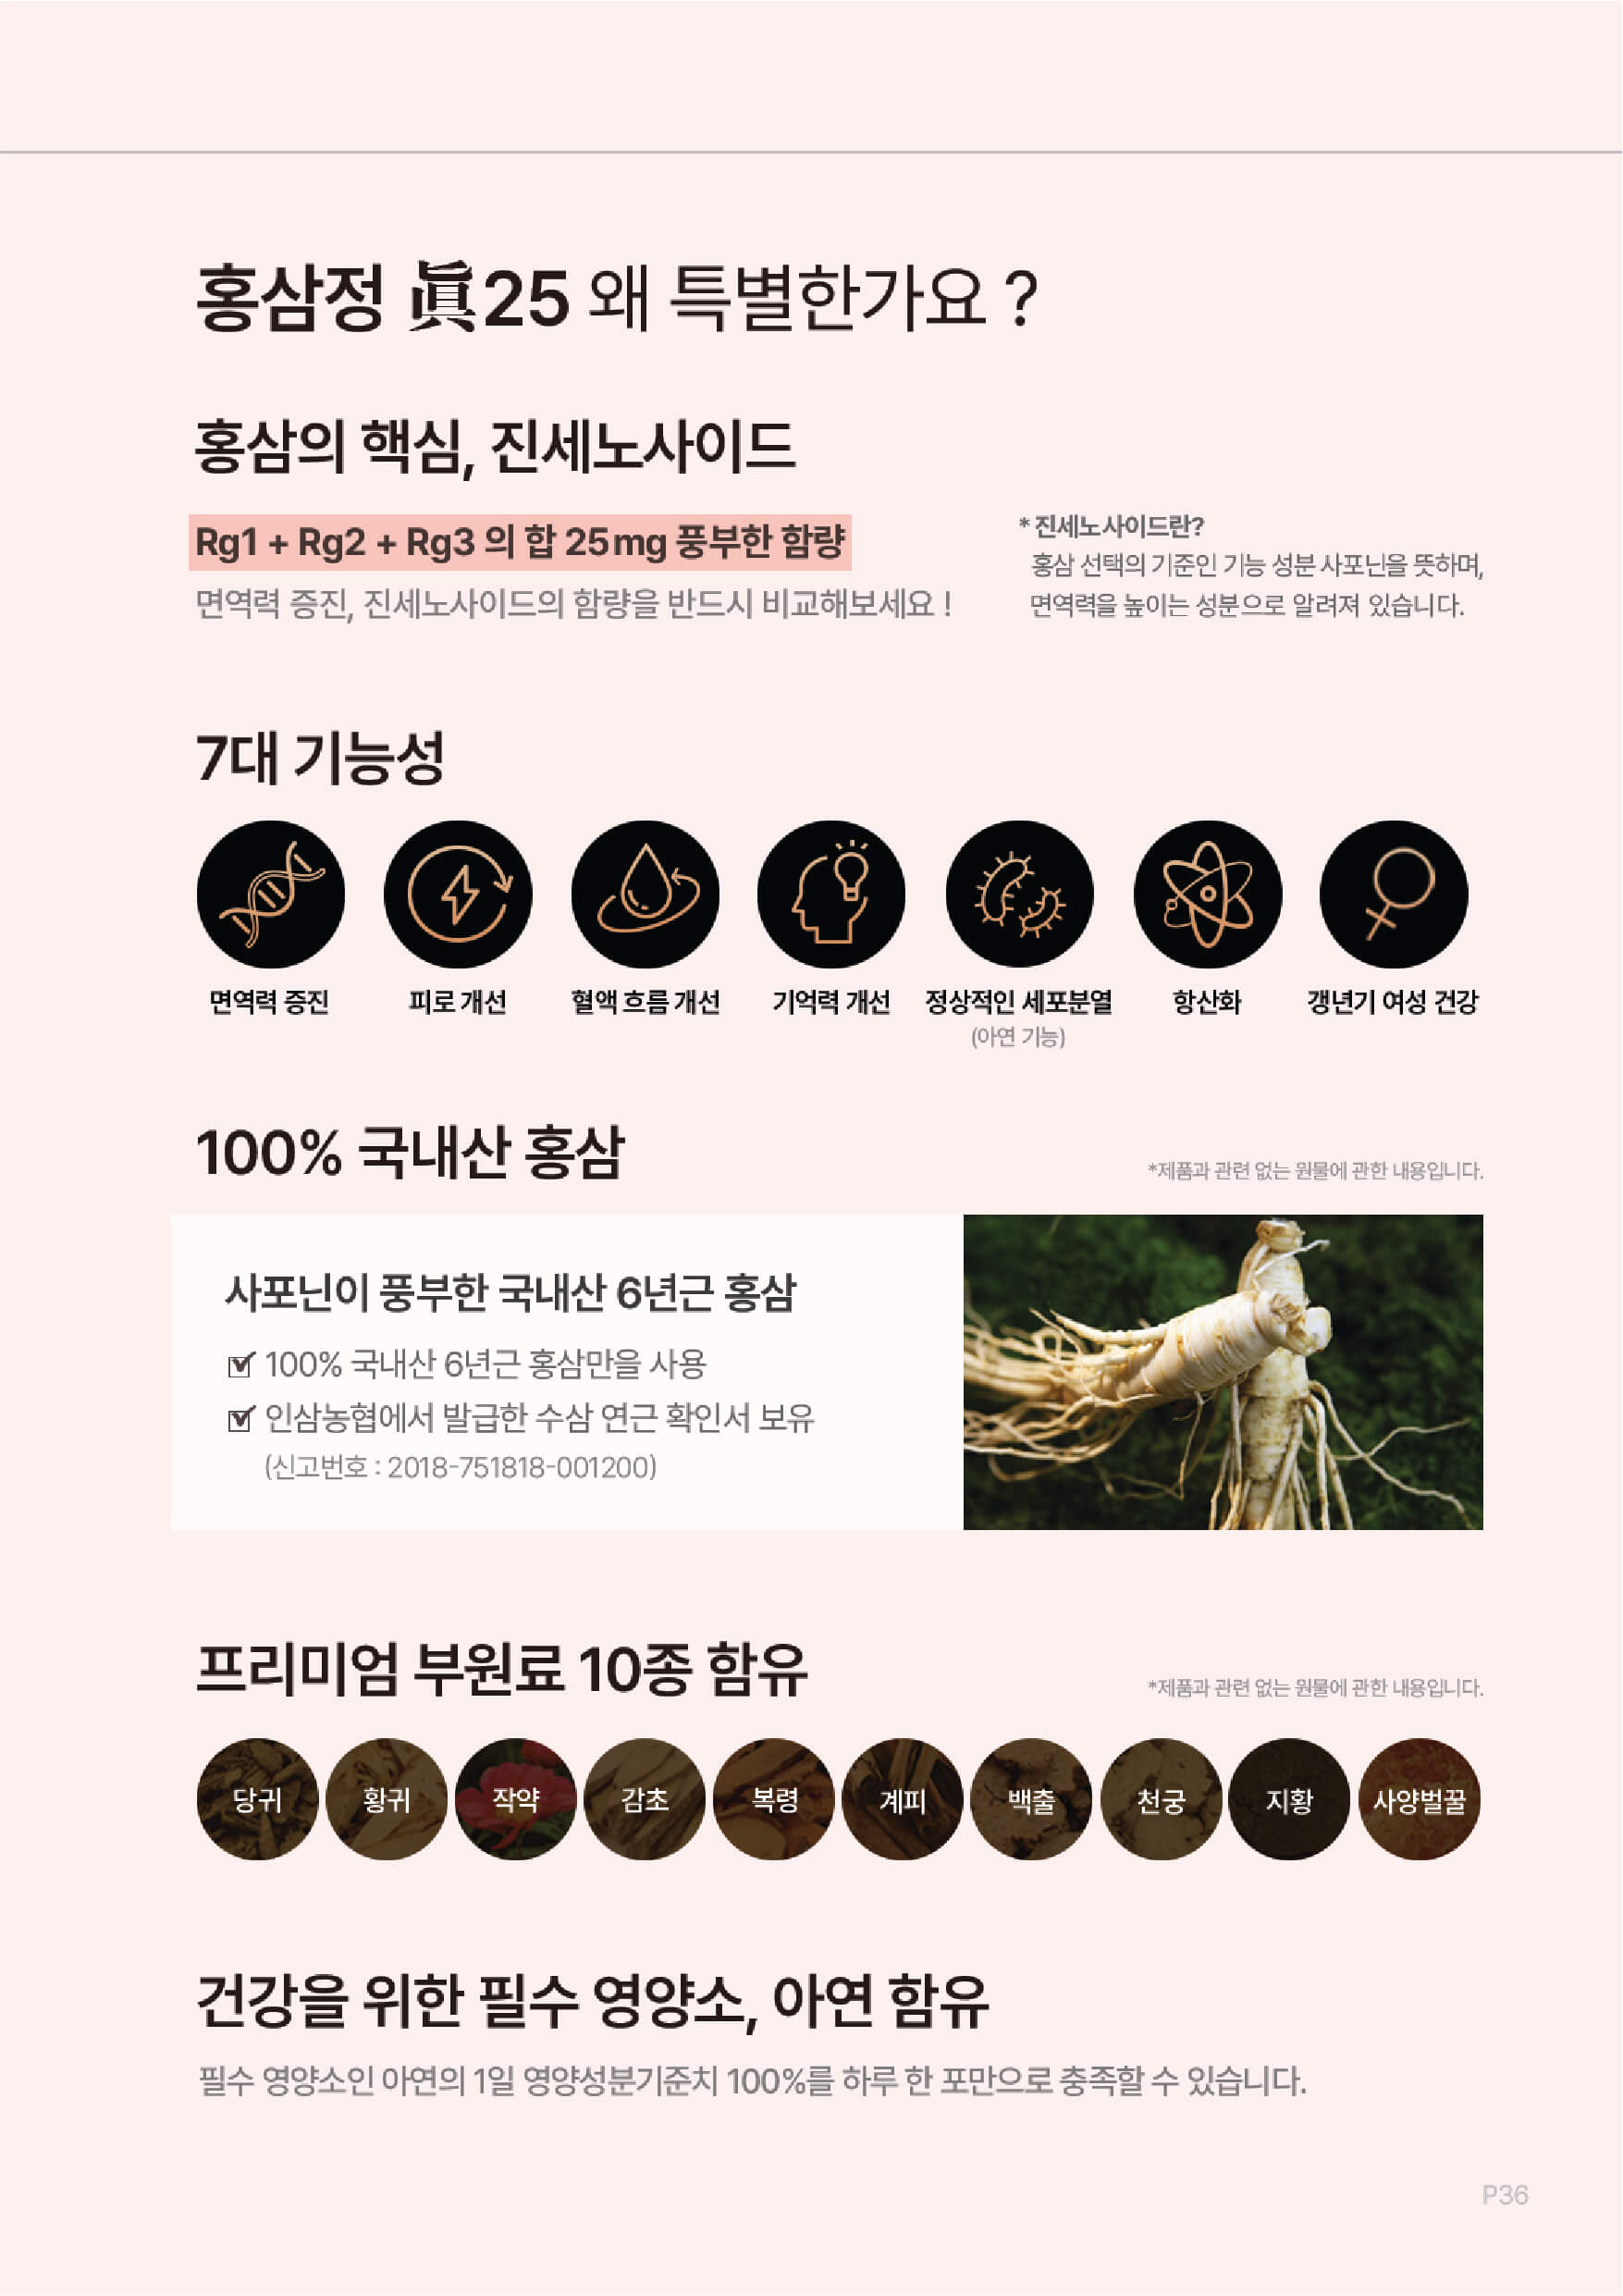 홍삼정 眞25 왜 특별한가요 ?
홍삼의 핵심, 진세노사이드
Rg1 + Rg2 + Rg3 의 합 25mg 풍부한 함량
면역력 증진, 진세노사이드의 함량을 반드시 비교해보세요 !
* 진세노사이드란?
홍삼 선택의 기준인 기능 성분 사포닌을 뜻하며,
면역력을 높이는 성분으로 알려져 있습니다.
7대 기능성
면역력 증진
피로 개선
혈액 흐름 개선
기억력 개선
정상적인 세포분열
(아연 기능)
항산화
갱년기 여성 건강
100% 국내산 홍삼
*제품과 관련 없는 원물에 관한 내용입니다.
사포닌이 풍부한 국내산 6년근 홍삼
100% 국내산 6년근 홍삼만을 사용
인삼농협에서 발급한 수삼 연근 확인서 보유
(신고번호 : 2018-751818-001200)
프리미엄 부원료 10종 함유
*제품과 관련 없는 원물에 관한 내용입니다.
당귀
황귀
작약
감초
복령
계피
백출
천궁
지황
사양벌꿀
건강을 위한 필수 영양소, 아연 함유
필수 영양소인 아연의 1일 영양성분기준치 100%를 하루 한 포만으로 충족할 수 있습니다.
P36